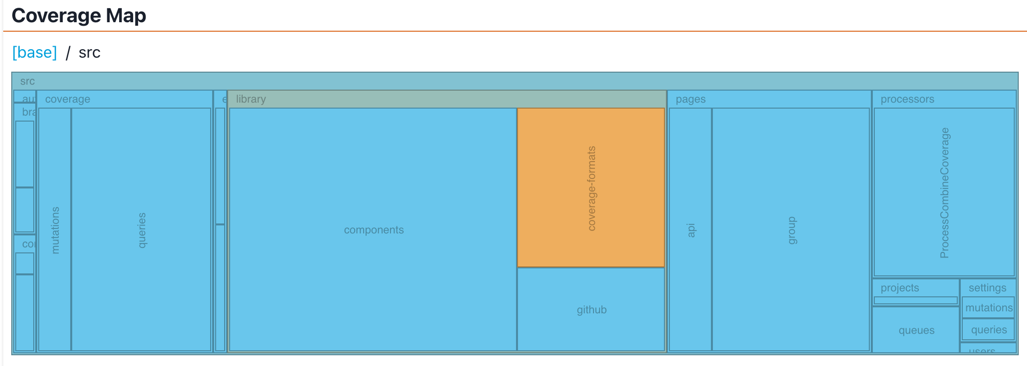 Coverage Map
[base] / src
src
au
coverage
e
library
pages
processors
bra
mutations
queries
components
coverage-formats
github
api
group
ProcessCombineCoverage
projects
settings
mutations
queues
queries
users